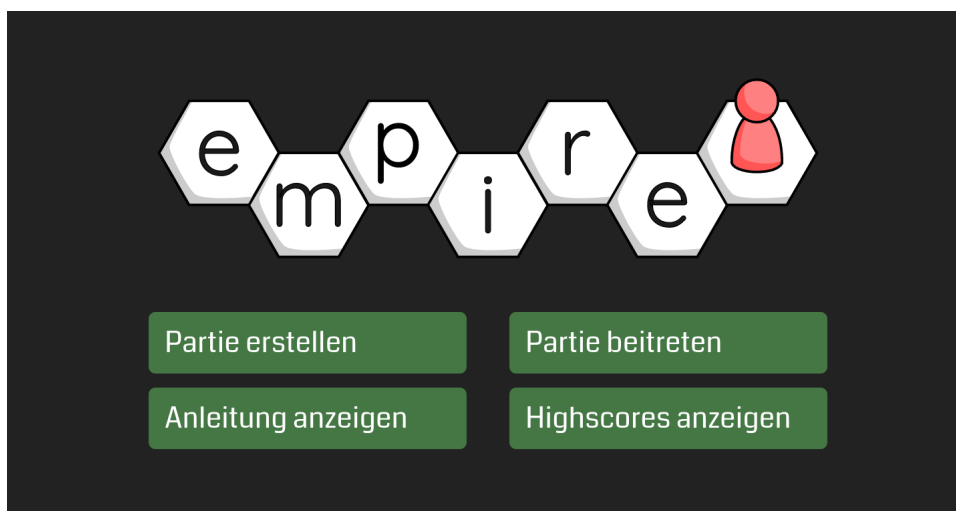 empire
Partie erstellen
Partie beitreten
Anleitung anzeigen
Highscores anzeigen